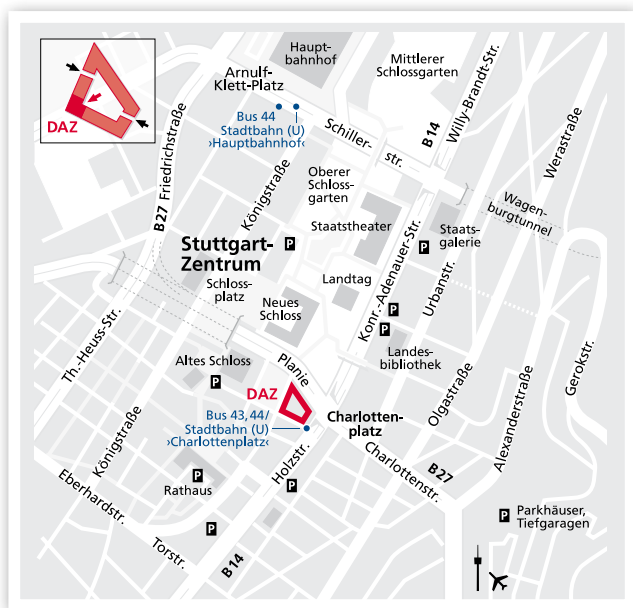 DAZ
Haupt-
bahnhof
Mittlerer
Schlossgarten
Arnulf-
Klett-Platz
Bus 44
Stadtbahn (U)
›Hauptbahnhof‹
Schiller-
str.
B14
Willy-Brandt-Str.
Werastraße
B27
Friedrichstraße
Königstraße
Oberer
Schloss-
garten
Staatstheater
Wagen-
burgtunnel
Staats-
galerie
P
Stuttgart-
Zentrum
P
Schloss-
platz
Landtag
Konr.-Adenauer-Str.
Urbanstr.
Neues
Schloss
P
P
Landes-
bibliothek
Th.-Heuss-Str.
Altes Schloss
P
Planie
DAZ
Bus 43,44/
Stadtbahn (U)
›Charlottenplatz‹
Charlotten-
platz
Olgastraße
Alexanderstraße
Gerokstr.
Königstraße
Holzstr.
Charlottenstr.
B27
P
Rathaus
P
Eberhardstr.
Torstr.
P
B14
P
Parkhäuser,
Tiefgaragen